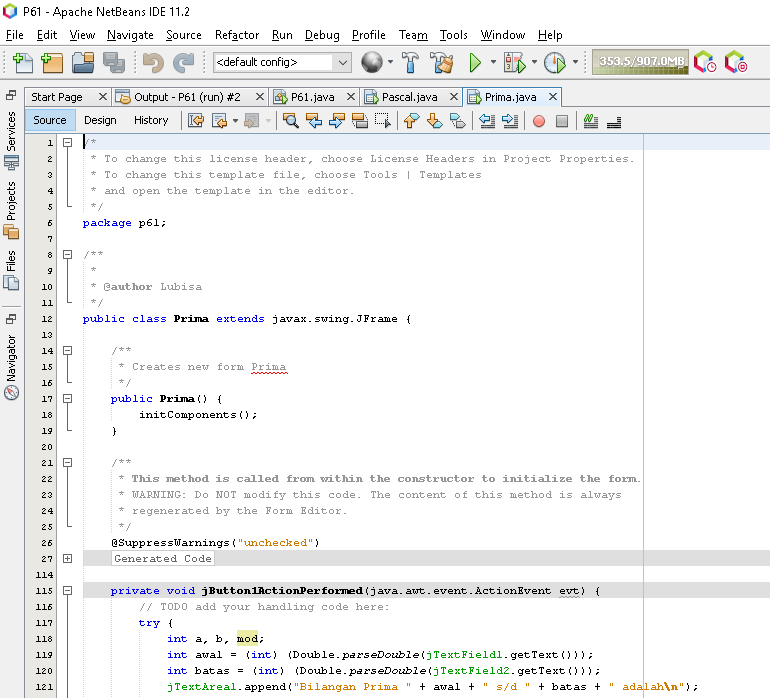 P61 - Apache NetBeans IDE 11.2
File Edit View Navigate Source Refactor Run Debug Profile Team Tools Window Help
<default config> 353.5/907.0MB
Start Page Output - P61 (run) #2 P61.java Pascal.java Prima.java
Source Design History
Services
Projects
Files
Navigator
1 /*
2 * To change this license header, choose License Headers in Project Properties.
3 * To change this template file, choose Tools | Templates
4 * and open the template in the editor.
5 */
6 package p61;
7
8 /**
9 *
10 * @author Lubisa
11 */
12 public class Prima extends javax.swing.JFrame {
13
14 /**
15 * Creates new form Prima
16 */
17 public Prima() {
18 initComponents();
19 }
20
21 /**
22 * This method is called from within the constructor to initialize the form.
23 * WARNING: Do NOT modify this code. The content of this method is always
24 * regenerated by the Form Editor.
25 */
26 @SuppressWarnings("unchecked")
27 Generated Code
114
115 private void jButton1ActionPerformed(java.awt.event.ActionEvent evt) {
116 // TODO add your handling code here:
117 try {
118 int a, b, mod;
119 int awal = (int) (Double.parseDouble(jTextField1.getText()));
120 int batas = (int) (Double.parseDouble(jTextField2.getText()));
121 jTextArea1.append("Bilangan Prima " + awal + " s/d " + batas + " adalah\n");